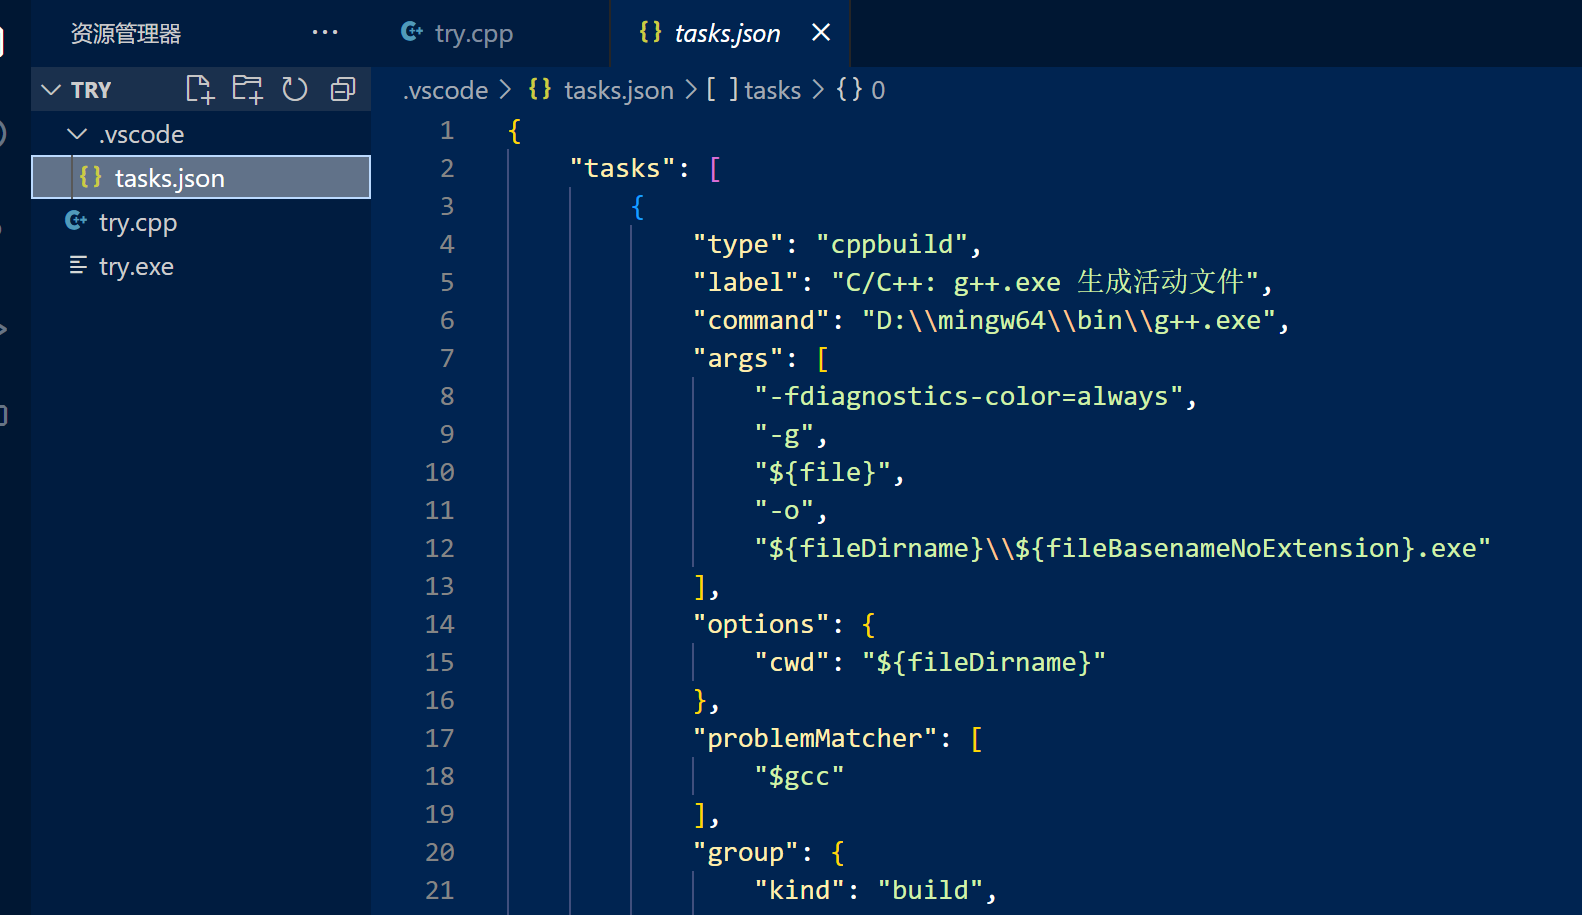 资源管理器 ···
try.cpp
tasks.json
TRY
.vscode
tasks.json
try.cpp
try.exe
.vscode > {} tasks.json > [ ] tasks > {} 0
1 {
2 "tasks": [
3 {
4 "type": "cppbuild",
5 "label": "C/C++: g++.exe 生成活动文件",
6 "command": "D:\\mingw64\\bin\\g++.exe",
7 "args": [
8 "-fdiagnostics-color=always",
9 "-g",
10 "${file}",
11 "-o",
12 "${fileDirname}\\${fileBasenameNoExtension}.exe"
13 ],
14 "options": {
15 "cwd": "${fileDirname}"
16 },
17 "problemMatcher": [
18 "$gcc"
19 ],
20 "group": {
21 "kind": "build",